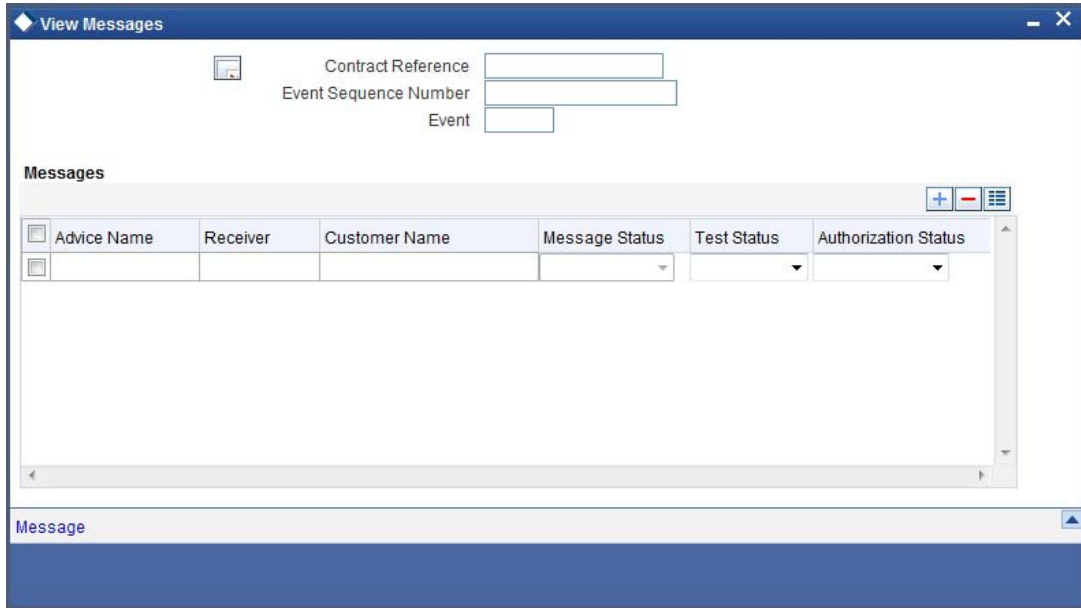 View Messages
Contract Reference
Event Sequence Number
Event
Messages
Advice Name Receiver Customer Name Message Status Test Status Authorization Status
Message